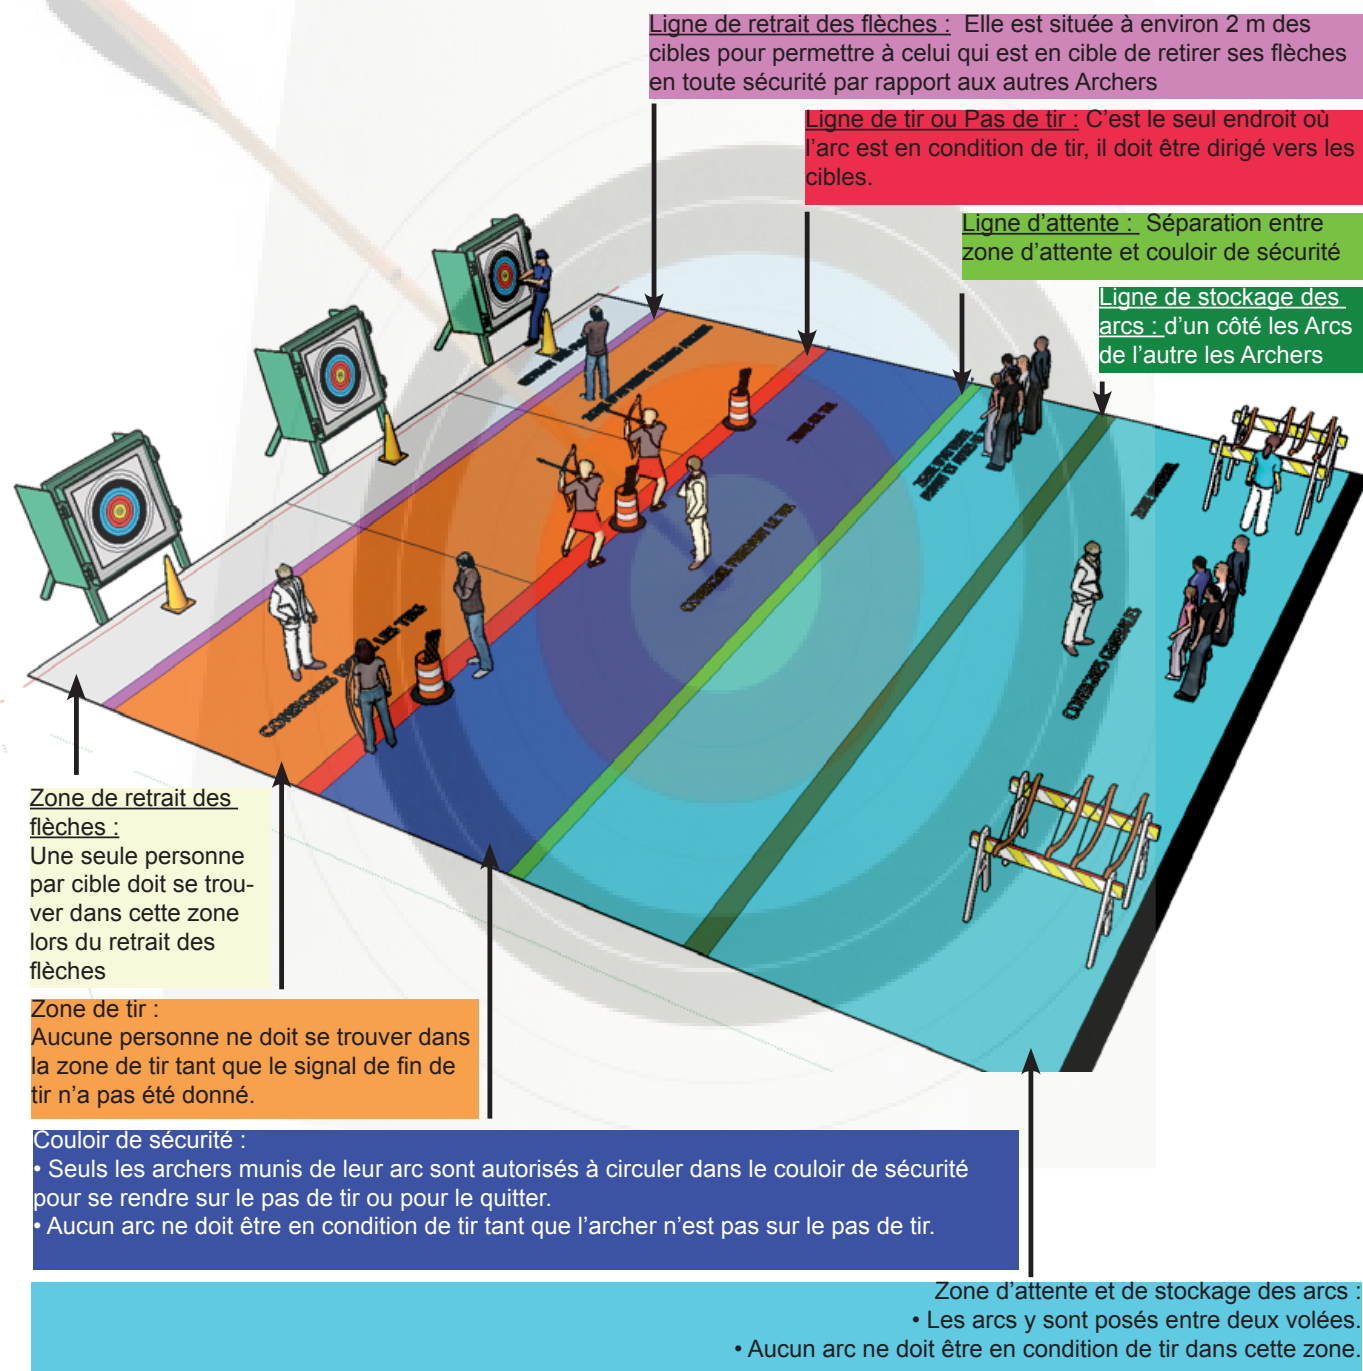 Ligne de retrait des flèches :  Elle est située à environ 2 m des
cibles pour permettre à celui qui est en cible de retirer ses flèches
en toute sécurité par rapport aux autres Archers
Ligne de tir ou Pas de tir : C’est le seul endroit où
l’arc est en condition de tir, il doit être dirigé vers les
cibles.
Ligne d’attente :  Séparation entre
zone d’attente et couloir de sécurité
Ligne de stockage des
arcs : d’un côté les Arcs
de l’autre les Archers
CONSIGNES
LES TIRS
CONSIGNES PENDANT LE TIR
CONSIGNES GENERALES
Zone de retrait des
flèches :
Une seule personne
par cible doit se trou-
ver dans cette zone
lors du retrait des
flèches
Zone de tir :
Aucune personne ne doit se trouver dans
la zone de tir tant que le signal de fin de
tir n’a pas été donné.
Couloir de sécurité :
• Seuls les archers munis de leur arc sont autorisés à circuler dans le couloir de sécurité
pour se rendre sur le pas de tir ou pour le quitter.
• Aucun arc ne doit être en condition de tir tant que l’archer n’est pas sur le pas de tir.
Zone d’attente et de stockage des arcs :
• Les arcs y sont posés entre deux volées.
• Aucun arc ne doit être en condition de tir dans cette zone.